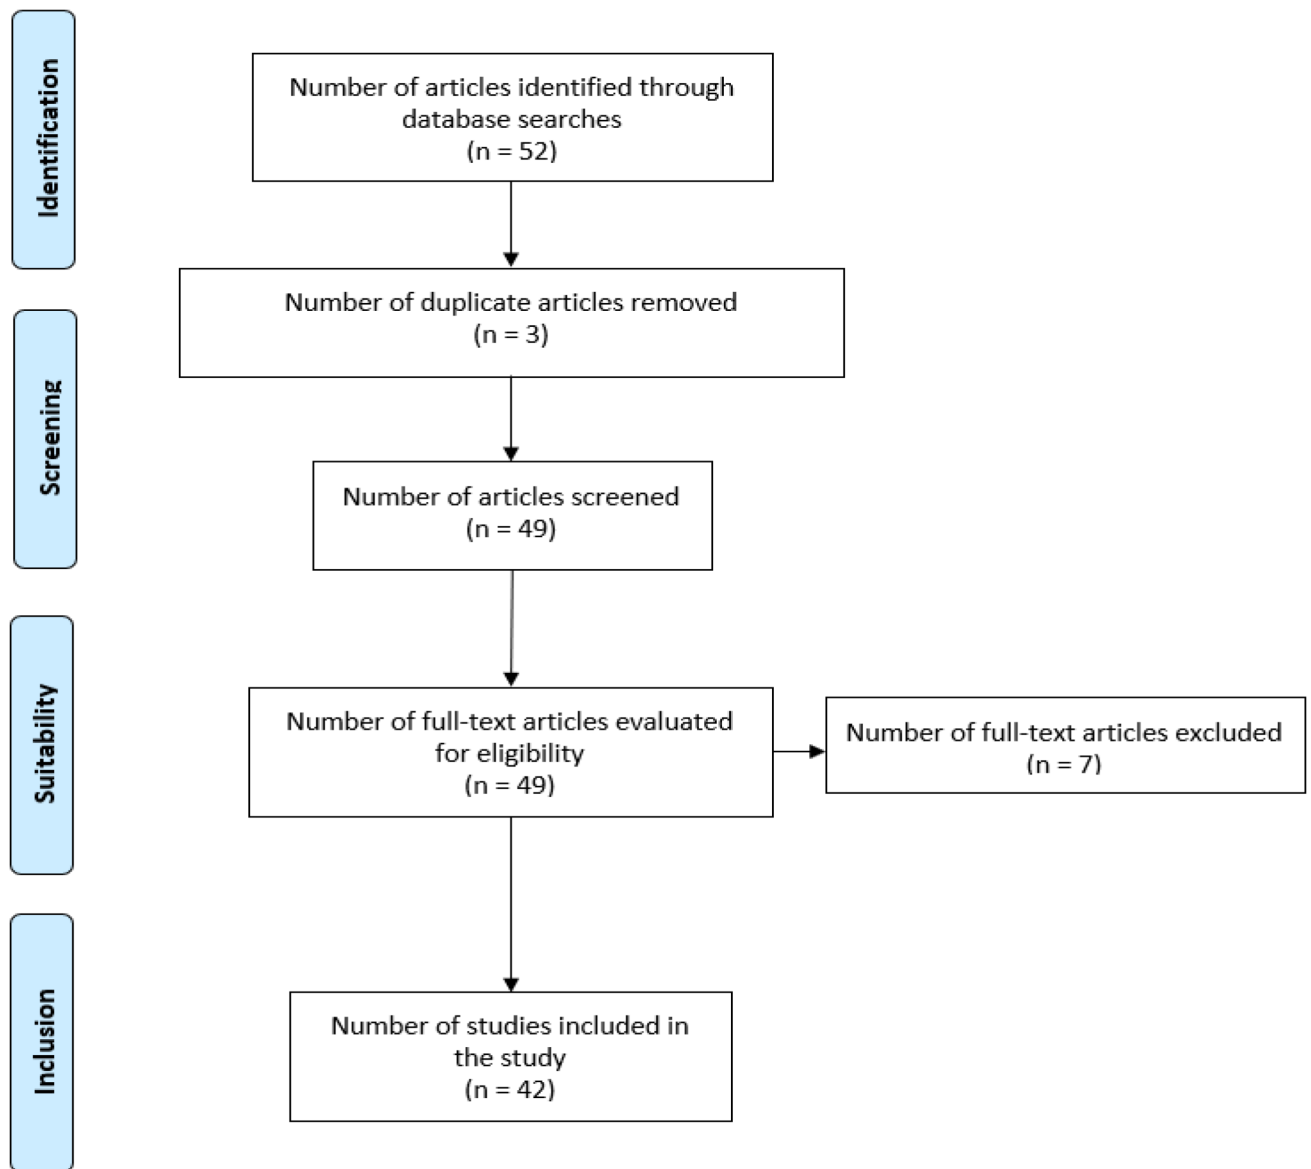 Identification
Number of articles identified through
database searches
(n = 52)
Number of duplicate articles removed
(n = 3)
Screening
Number of articles screened
(n = 49)
Suitability
Number of full-text articles evaluated
for eligibility
(n = 49)
Number of full-text articles excluded
(n = 7)
Inclusion
Number of studies included in
the study
(n = 42)